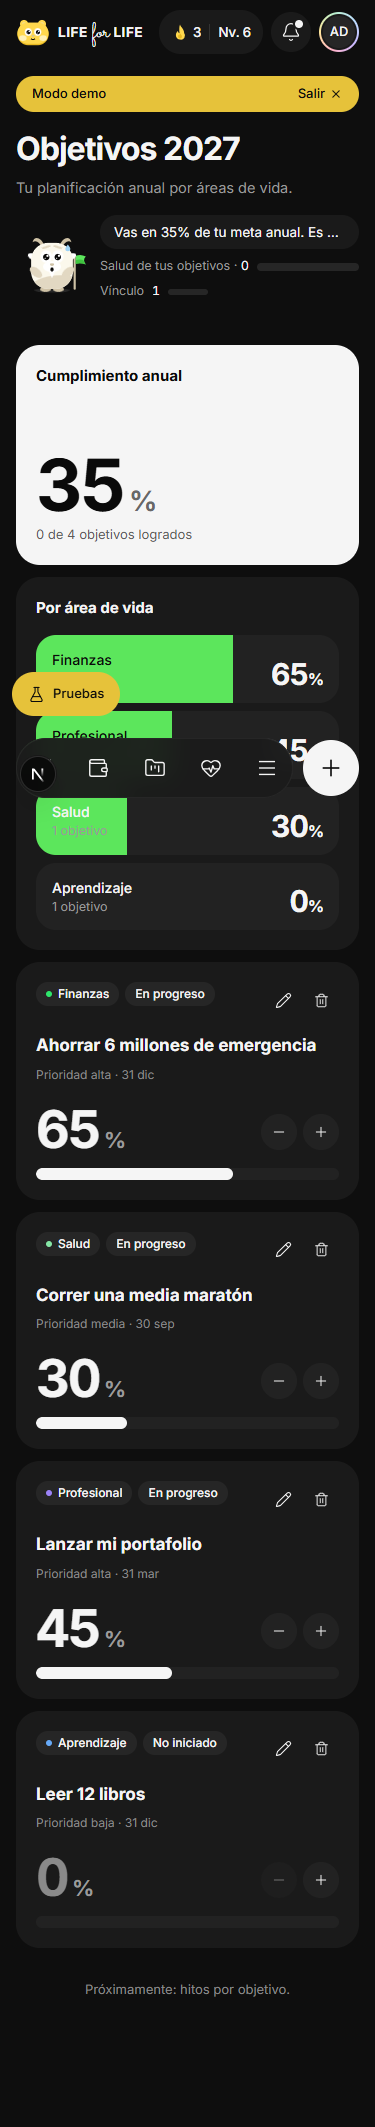 LIFE for LIFE
3
Nv. 6
AD
Modo demo
Salir ×
Objetivos 2027
Tu planificación anual por áreas de vida.
Vas en 35% de tu meta anual. Es ...
Salud de tus objetivos · 0
Vínculo 1
Cumplimiento anual
35 %
0 de 4 objetivos logrados
Por área de vida
Finanzas
65%
Pruebas
Profesional
45
N
Salud
1 objetivo
30%
Aprendizaje
1 objetivo
0%
Finanzas
En progreso
Ahorrar 6 millones de emergencia
Prioridad alta · 31 dic
65 %
Salud
En progreso
Correr una media maratón
Prioridad media · 30 sep
30 %
Profesional
En progreso
Lanzar mi portafolio
Prioridad alta · 31 mar
45 %
Aprendizaje
No iniciado
Leer 12 libros
Prioridad baja · 31 dic
0 %
Próximamente: hitos por objetivo.